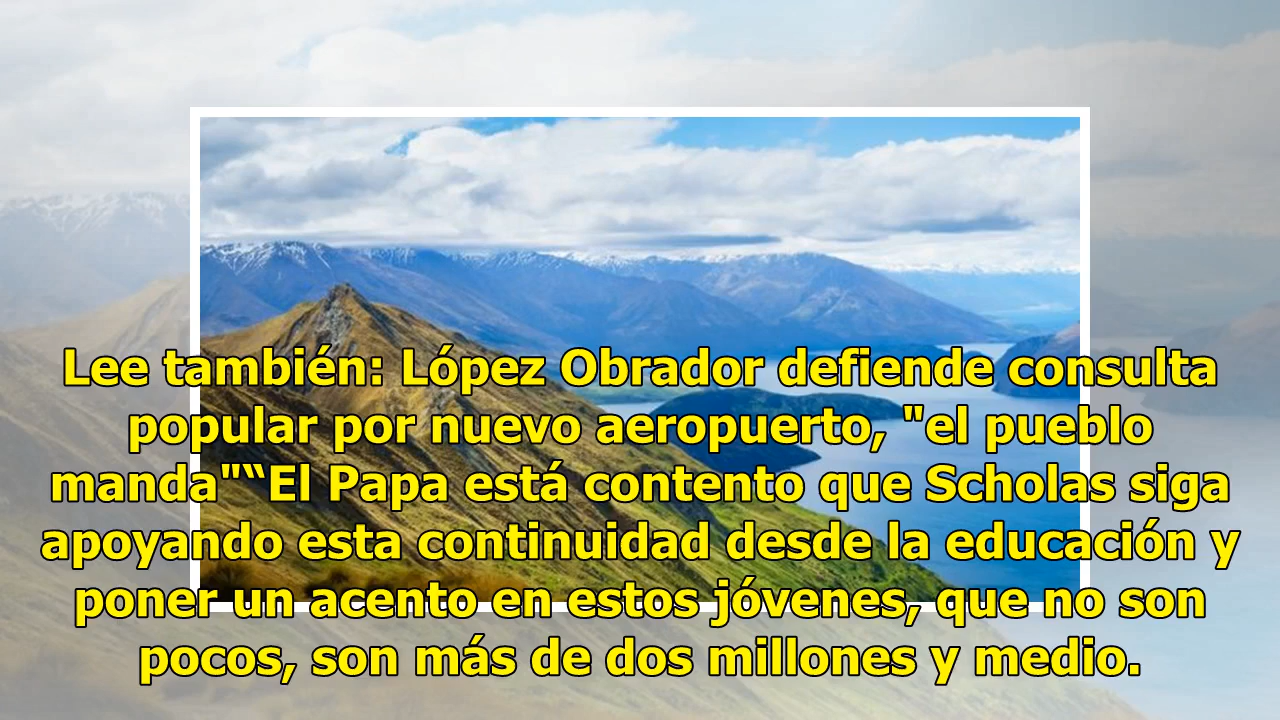 Lee también: López Obrador defiende consulta
popular por nuevo aeropuerto, "el pueblo
manda"“El Papa está contento que Scholas siga
apoyando esta continuidad desde la educación y
poner un acento en estos jóvenes, que no son
pocos, son más de dos millones y medio.